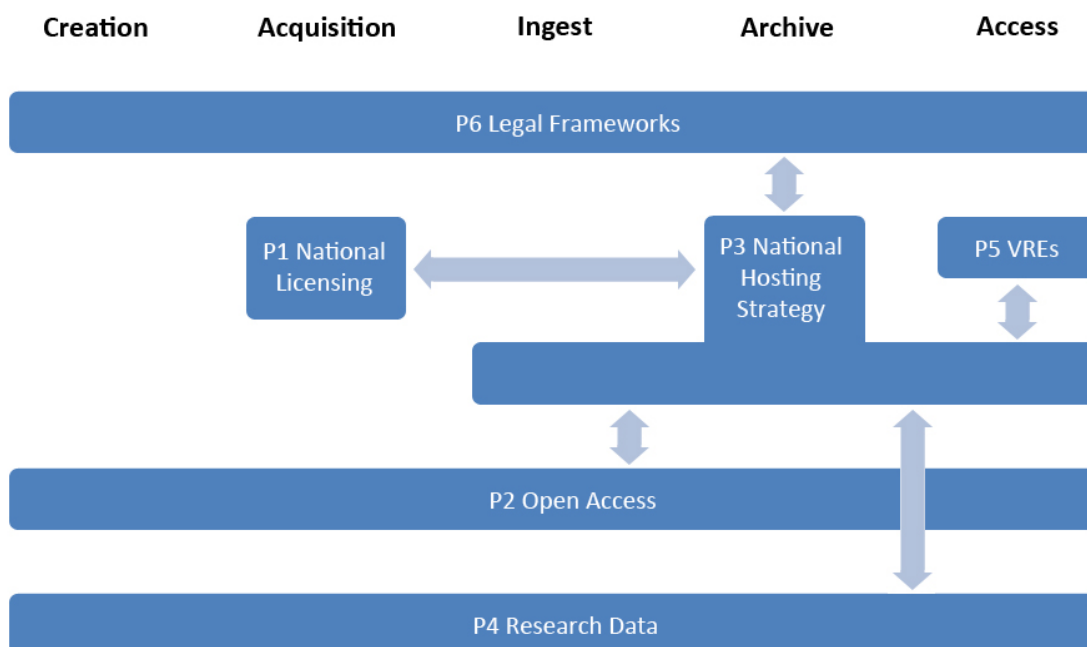 Creation Acquisition Ingest Archive Access
P6 Legal Frameworks
P1 National
Licensing
P3 National
Hosting
Strategy
P5 VREs
P2 Open Access
P4 Research Data